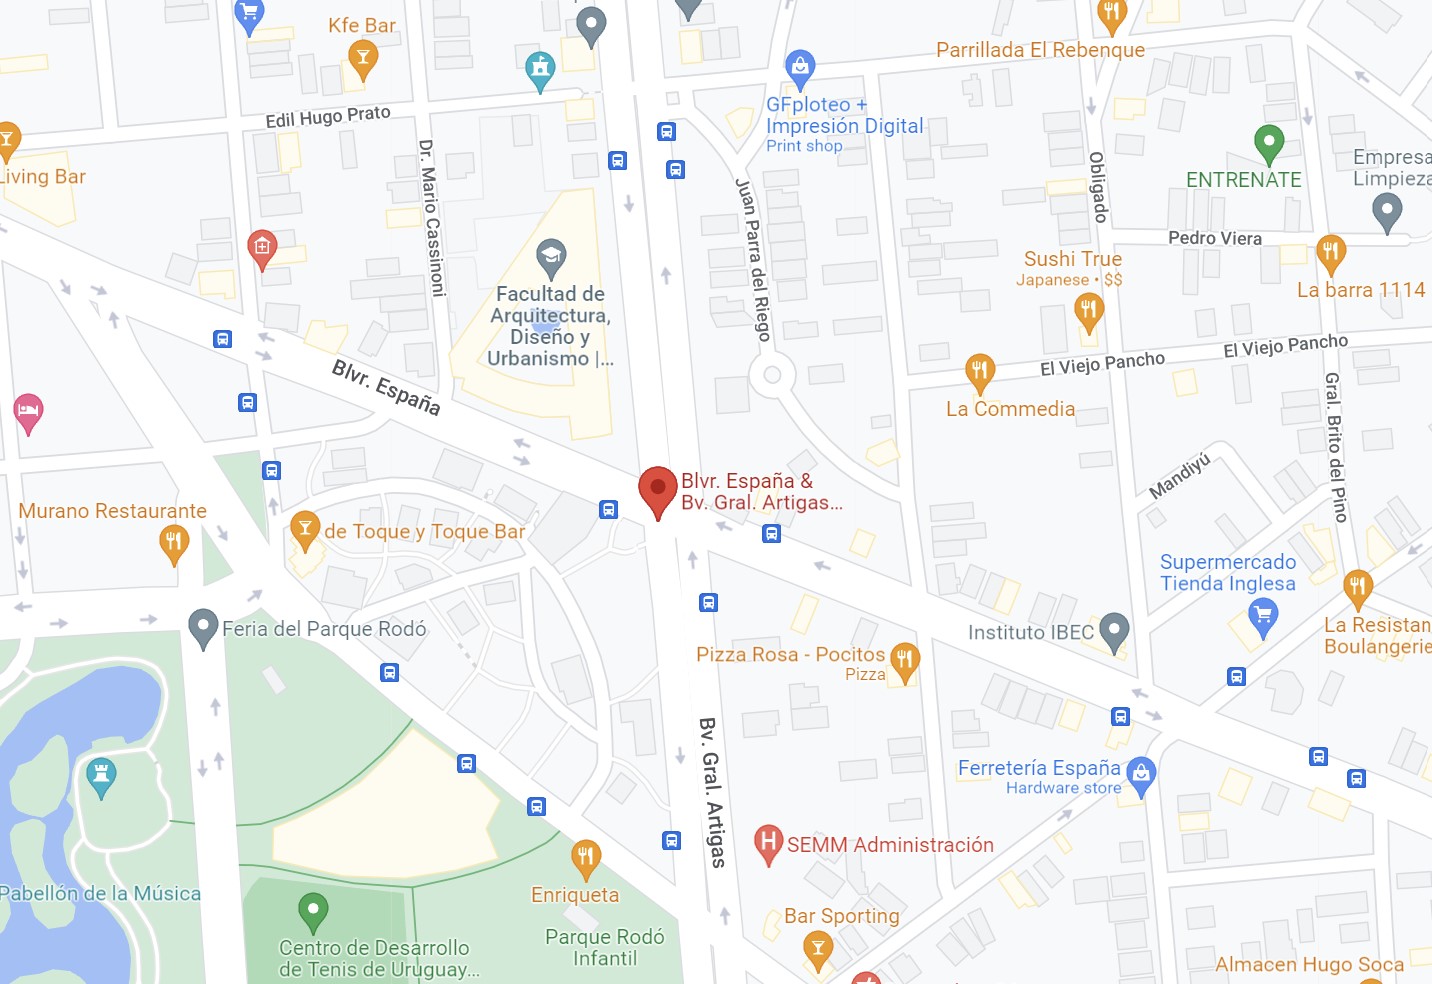 Kfe Bar
Parrillada El Rebenque
GFploteo +
Impresión Digital
Print shop
Edil Hugo Prato
Dr. Mario Cassinoni
Living Bar
Juan Parra del Riego
Obligado
ENTRENATE
Empresa
Limpieza
Pedro Viera
Sushi True
Japanese • $$
La barra 1114
Facultad de
Arquitectura,
Diseño y
Urbanismo |...
El Viejo Pancho
El Viejo Pancho
Blvr. España
La Commedia
Gral. Brito del Pino
Mandiyú
Blvr. España &
Bv. Gral. Artigas...
Murano Restaurante
de Toque y Toque Bar
Supermercado
Tienda Inglesa
Feria del Parque Rodó
Instituto IBEC
La Resistan
Boulangerie
Pizza Rosa - Pocitos
Pizza
Bv. Gral. Artigas
Ferretería España
Hardware store
H
SEMM Administración
Pabellón de la Música
Enriqueta
Bar Sporting
Parque Rodó
Infantil
Centro de Desarrollo
de Tenis de Uruguay...
Almacen Hugo Soca